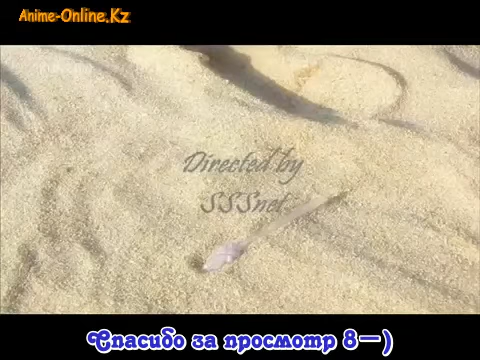 Anime-Online.Kz
Directed by
SSSnet
Спасибо за просмотр 8—)